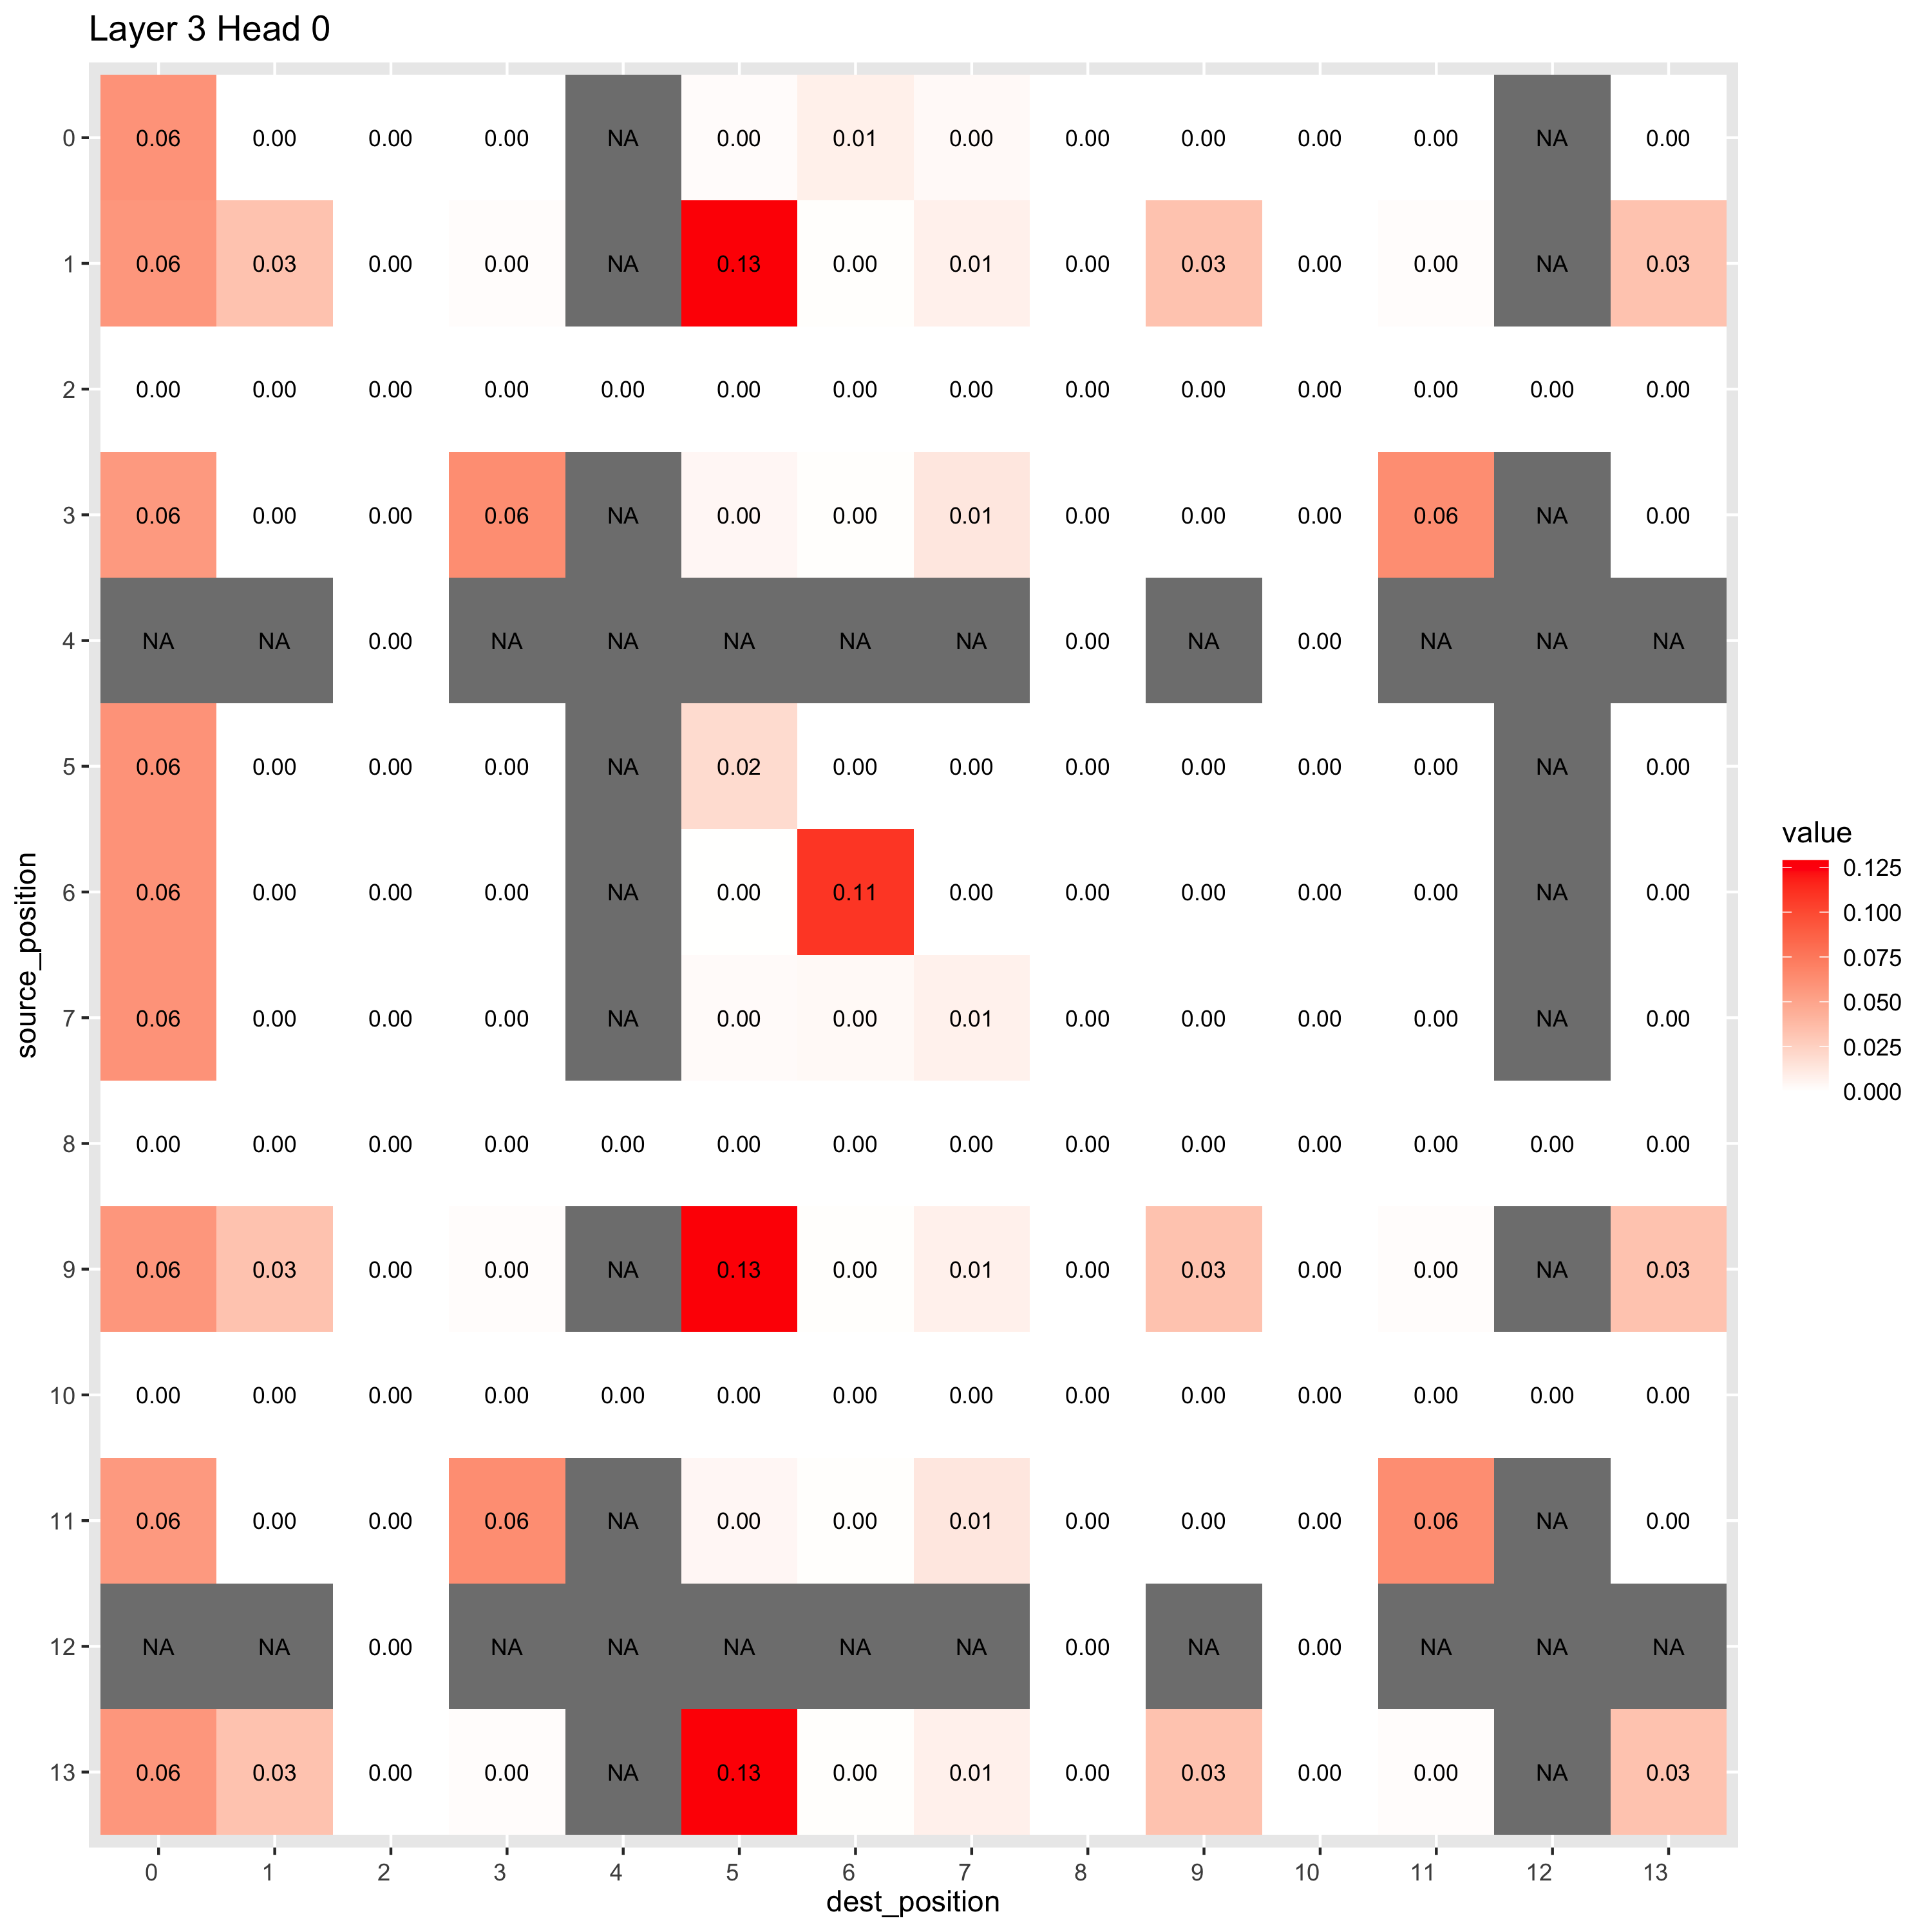 Layer 3 Head 0
0 0.06 0.00 0.00 0.00 NA 0.00 0.01 0.00 0.00 0.00 0.00 0.00 NA 0.00
1 0.06 0.03 0.00 0.00 NA 0.13 0.00 0.01 0.00 0.03 0.00 0.00 NA 0.03
2 0.00 0.00 0.00 0.00 0.00 0.00 0.00 0.00 0.00 0.00 0.00 0.00 0.00 0.00
3 0.06 0.00 0.00 0.06 NA 0.00 0.00 0.01 0.00 0.00 0.00 0.06 NA 0.00
4 NA NA 0.00 NA NA NA NA NA 0.00 NA 0.00 NA NA NA
5 0.06 0.00 0.00 0.00 NA 0.02 0.00 0.00 0.00 0.00 0.00 0.00 NA 0.00
6 0.06 0.00 0.00 0.00 NA 0.00 0.11 0.00 0.00 0.00 0.00 0.00 NA 0.00
7 0.06 0.00 0.00 0.00 NA 0.00 0.00 0.01 0.00 0.00 0.00 0.00 NA 0.00
8 0.00 0.00 0.00 0.00 0.00 0.00 0.00 0.00 0.00 0.00 0.00 0.00 0.00 0.00
9 0.06 0.03 0.00 0.00 NA 0.13 0.00 0.01 0.00 0.03 0.00 0.00 NA 0.03
10 0.00 0.00 0.00 0.00 0.00 0.00 0.00 0.00 0.00 0.00 0.00 0.00 0.00 0.00
11 0.06 0.00 0.00 0.06 NA 0.00 0.00 0.01 0.00 0.00 0.00 0.06 NA 0.00
12 NA NA 0.00 NA NA NA NA NA 0.00 NA 0.00 NA NA NA
13 0.06 0.03 0.00 0.00 NA 0.13 0.00 0.01 0.00 0.03 0.00 0.00 NA 0.03
0 1 2 3 4 5 6 7 8 9 10 11 12 13
dest_position
source_position
value
0.125
0.100
0.075
0.050
0.025
0.000